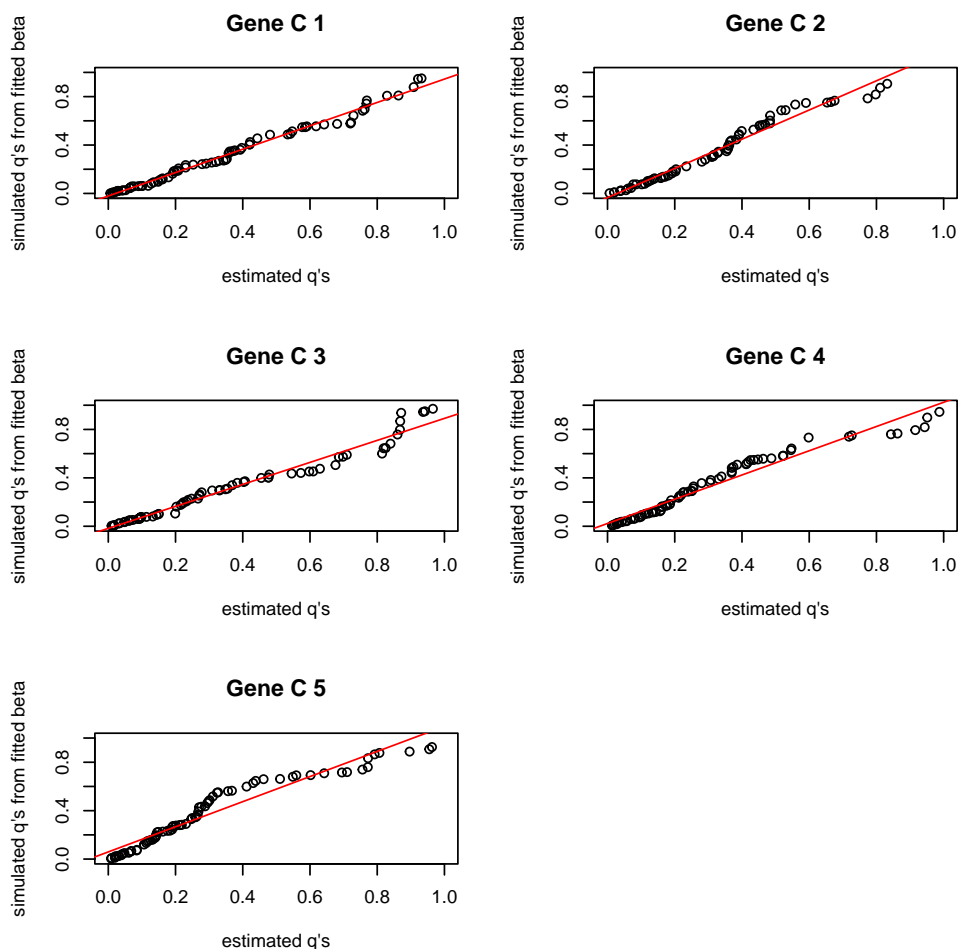 Gene C 1
simulated q's from fitted beta
0.0 0.4 0.8
0.0 0.2 0.4 0.6 0.8 1.0
estimated q's
Gene C 2
simulated q's from fitted beta
0.0 0.4 0.8
0.0 0.2 0.4 0.6 0.8 1.0
estimated q's
Gene C 3
simulated q's from fitted beta
0.0 0.4 0.8
0.0 0.2 0.4 0.6 0.8 1.0
estimated q's
Gene C 4
simulated q's from fitted beta
0.0 0.4 0.8
0.0 0.2 0.4 0.6 0.8 1.0
estimated q's
Gene C 5
simulated q's from fitted beta
0.0 0.4 0.8
0.0 0.2 0.4 0.6 0.8 1.0
estimated q's